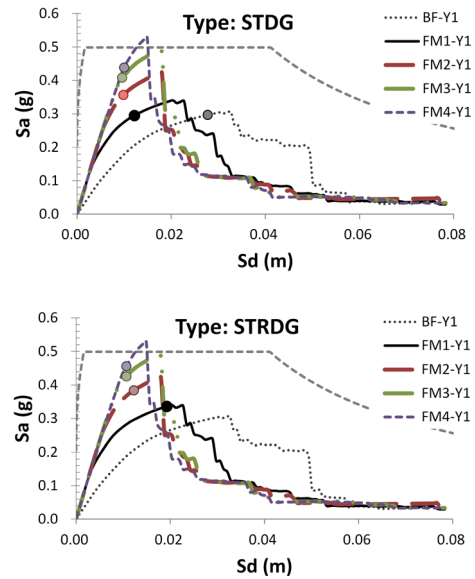 Type: STDG
BF-Y1
FM1-Y1
FM2-Y1
FM3-Y1
FM4-Y1
Sa (g)
0.6
0.5
0.4
0.3
0.2
0.1
0.0
0.00 0.02 0.04 0.06 0.08
Sd (m)
Type: STRDG
BF-Y1
FM1-Y1
FM2-Y1
FM3-Y1
FM4-Y1
Sa (g)
0.6
0.5
0.4
0.3
0.2
0.1
0.0
0.00 0.02 0.04 0.06 0.08
Sd (m)